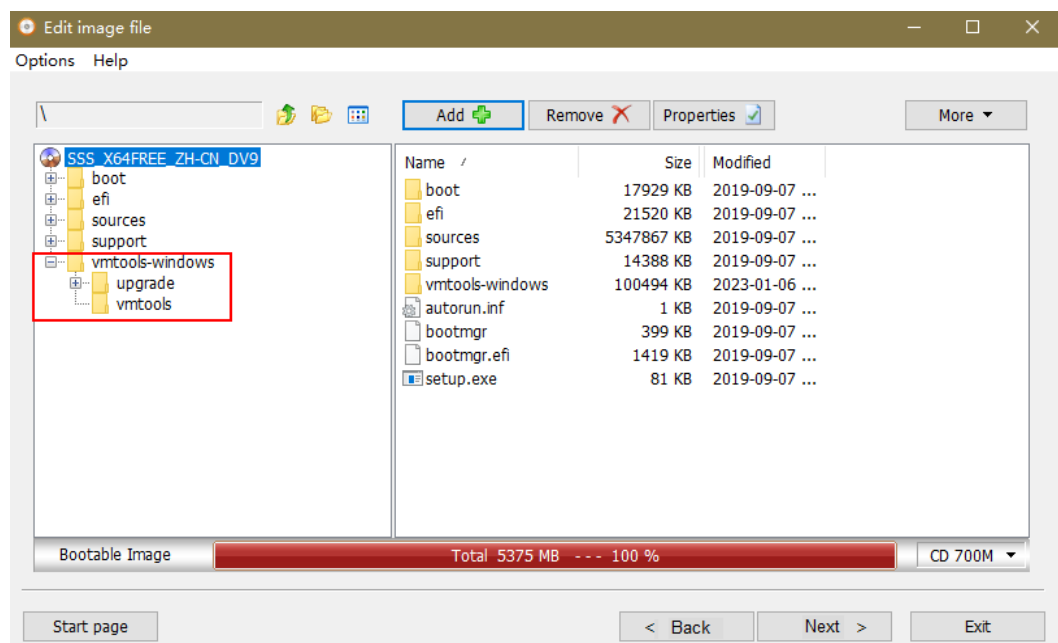 Edit image file
Options Help
\
Add Remove Properties More
SSS_X64FREE_ZH-CN_DV9
boot
efi
sources
support
vmtools-windows
upgrade
vmtools
Name / Size Modified
boot 17929 KB 2019-09-07 ...
efi 21520 KB 2019-09-07 ...
sources 5347867 KB 2019-09-07 ...
support 14388 KB 2019-09-07 ...
vmtools-windows 100494 KB 2023-01-06 ...
autorun.inf 1 KB 2019-09-07 ...
bootmgr 399 KB 2019-09-07 ...
bootmgr.efi 1419 KB 2019-09-07 ...
setup.exe 81 KB 2019-09-07 ...
Bootable Image Total 5375 MB --- 100 % CD 700M
Start page < Back Next > Exit